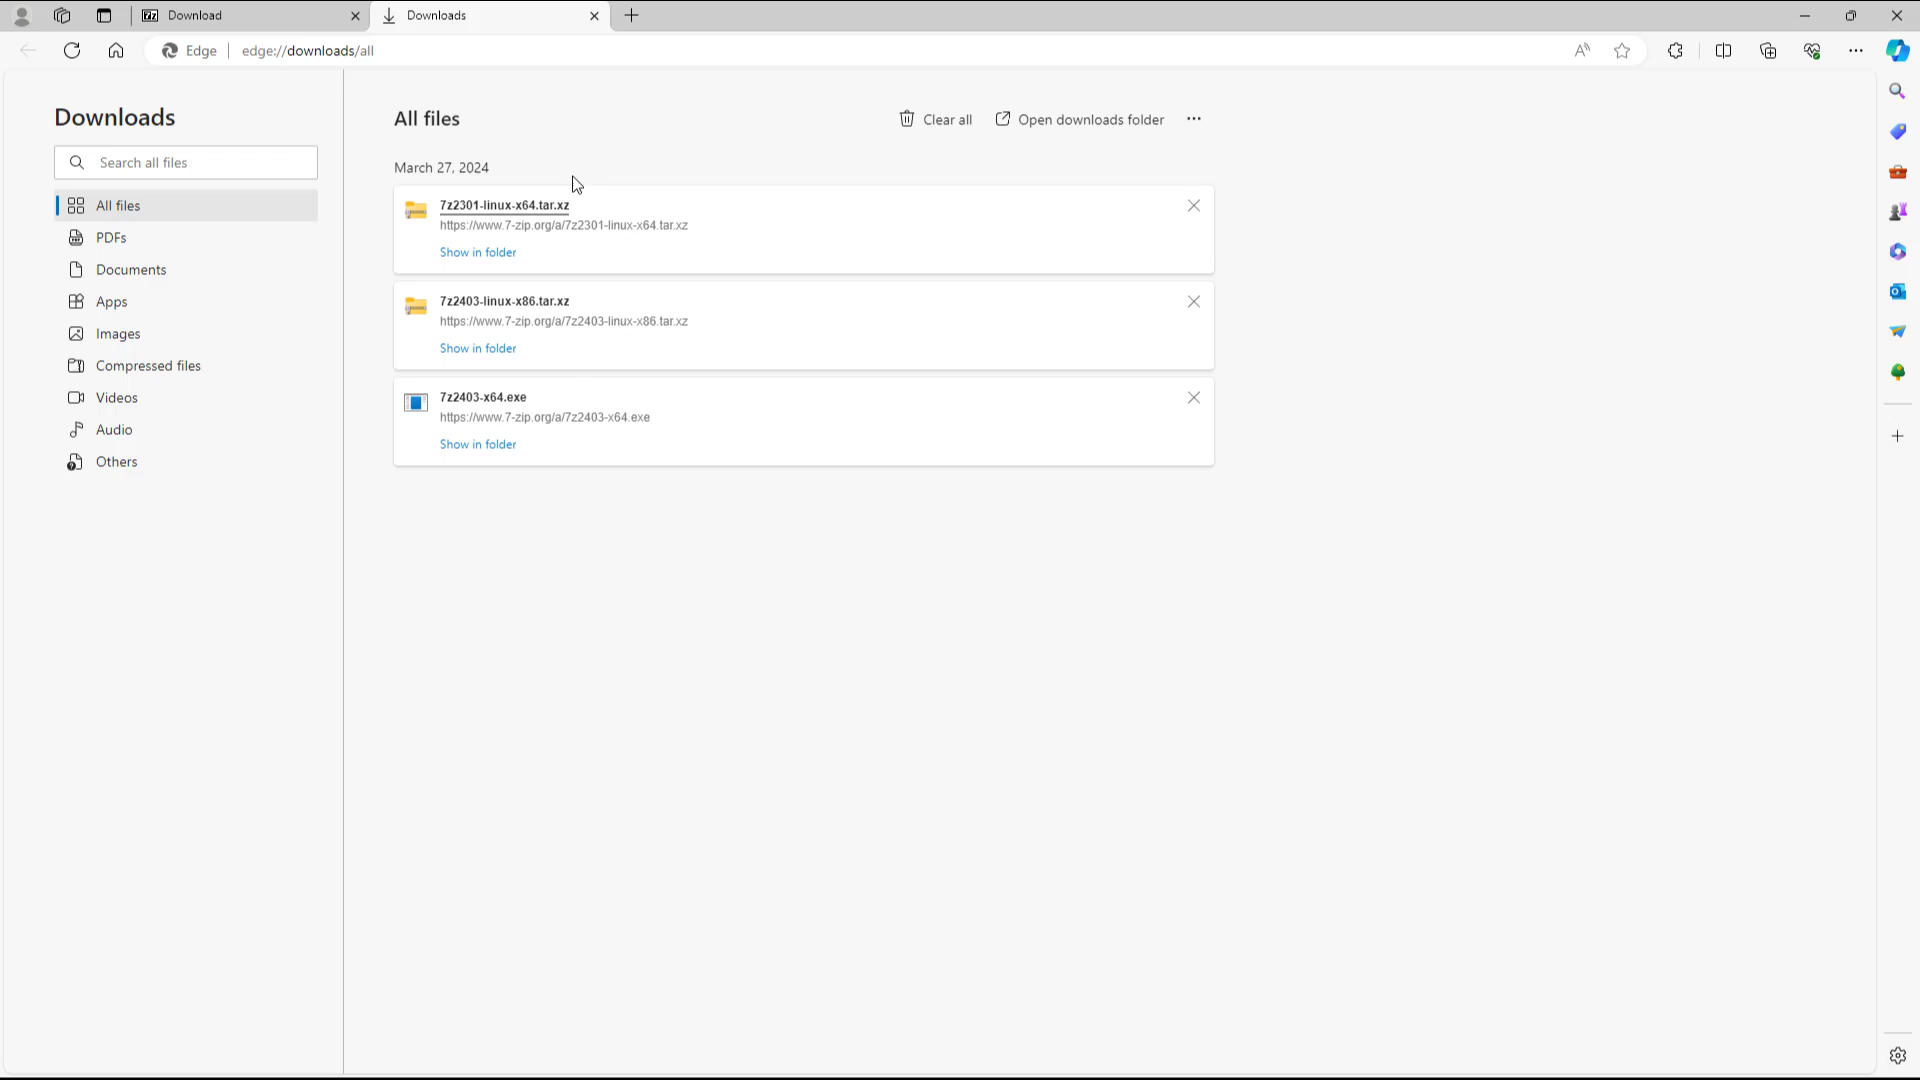 7z Download
Downloads
Edge edge://downloads/all
Downloads
Search all files
All files
PDFs
Documents
Apps
Images
Compressed files
Videos
Audio
Others
All files
Clear all
Open downloads folder
March 27, 2024
7z2301-linux-x64.tar.xz
https://www.7-zip.org/a/7z2301-linux-x64.tar.xz
Show in folder
7z2403-linux-x86.tar.xz
https://www.7-zip.org/a/7z2403-linux-x86.tar.xz
Show in folder
7z2403-x64.exe
https://www.7-zip.org/a/7z2403-x64.exe
Show in folder